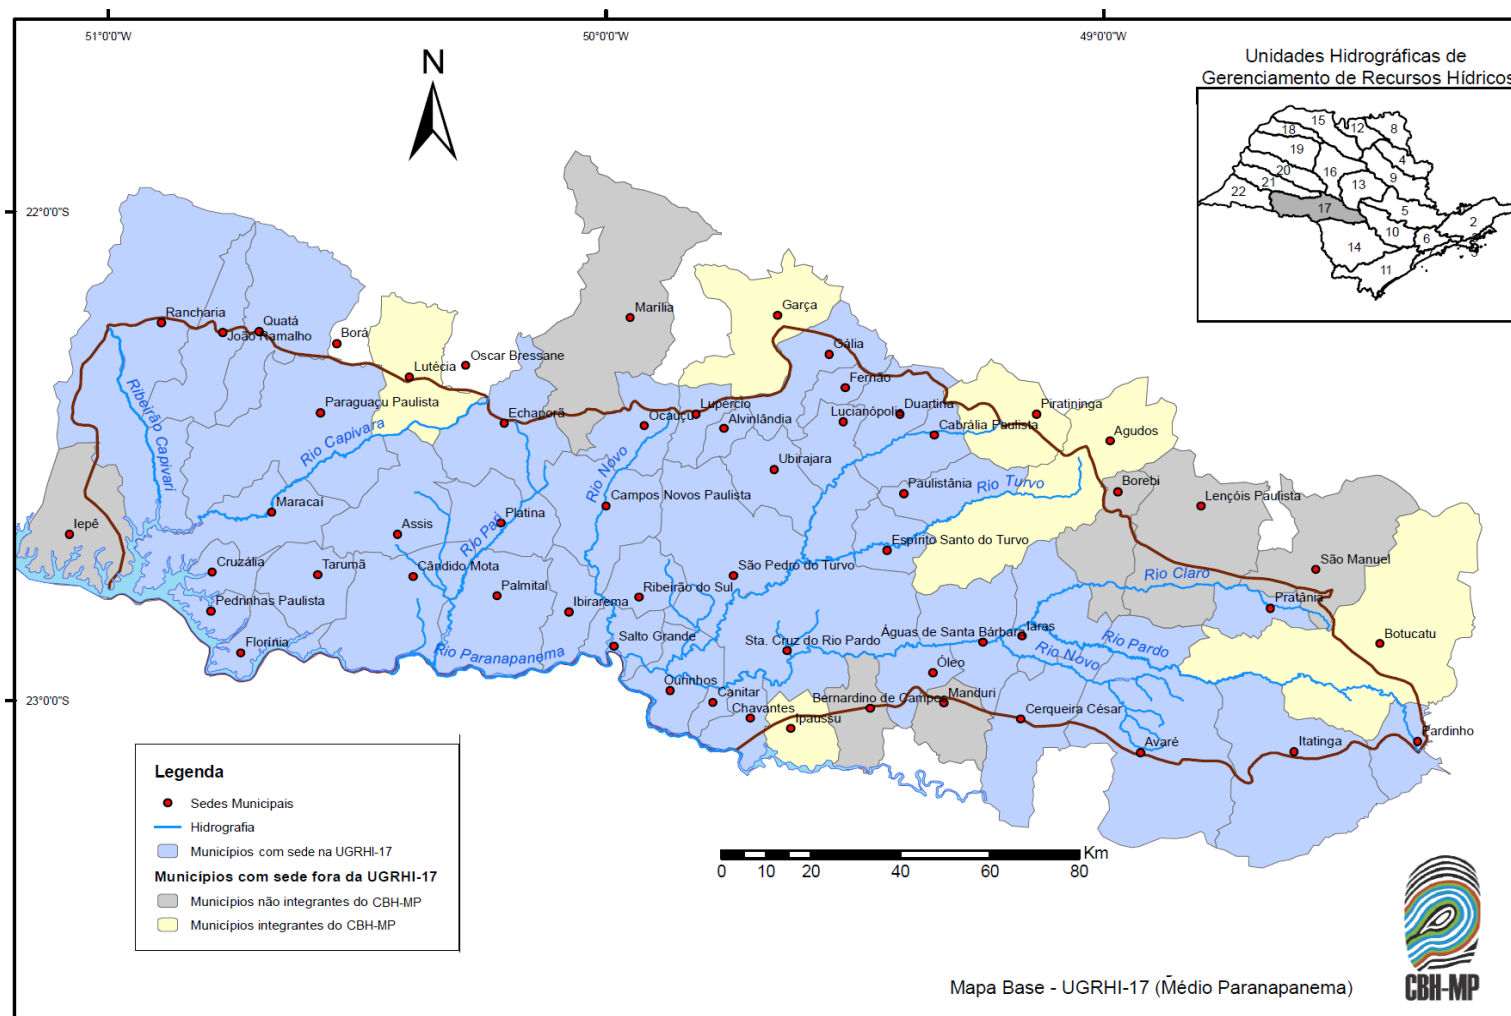 51°0'0"W
50°0'0"W
49°0'0"W
N
Unidades Hidrográficas de
Gerenciamento de Recursos Hídricos
15
12
8
18
19
4
16
20
9
21
13
22
17
5
2
10
6
14
11
22°0'0"S
23°0'0"S
Rancharia
Quatá
João Ramalho
Borá
Lutécia
Oscar Bressane
Marília
Garça
Gália
Fernão
Paraguaçu Paulista
Echaporã
Ocauçu
Lupércio
Alvinlândia
Lucianópolis
Duartina
Cabrália Paulista
Piratininga
Agudos
Ribeirão Capivari
Rio Capivara
Rio Novo
Ubirajara
Paulistânia
Rio Turvo
Borebi
Lençóis Paulista
Maracaí
Campos Novos Paulista
Iepê
Assis
Platina
Rio Pari
Espírito Santo do Turvo
São Manuel
Cruzália
Tarumã
Cândido Mota
São Pedro do Turvo
Rio Claro
Pedrinhas Paulista
Palmital
Ibirarema
Ribeirão do Sul
Pratânia
Florínia
Rio Paranapanema
Salto Grande
Sta. Cruz do Rio Pardo
Águas de Santa Bárbara
Iaras
Rio Pardo
Rio Novo
Botucatu
Óleo
Ourinhos
Canitar
Chavantes
Bernardino de Campos
Manduri
Ipaussu
Cerqueira César
Avaré
Itatinga
Pardinho
Legenda
Sedes Municipais
Hidrografia
Municípios com sede na UGRHI-17
Municípios com sede fora da UGRHI-17
Municípios não integrantes do CBH-MP
Municípios integrantes do CBH-MP
Km
0 10 20 40 60 80
Mapa Base - UGRHI-17 (Médio Paranapanema)
CBH-MP